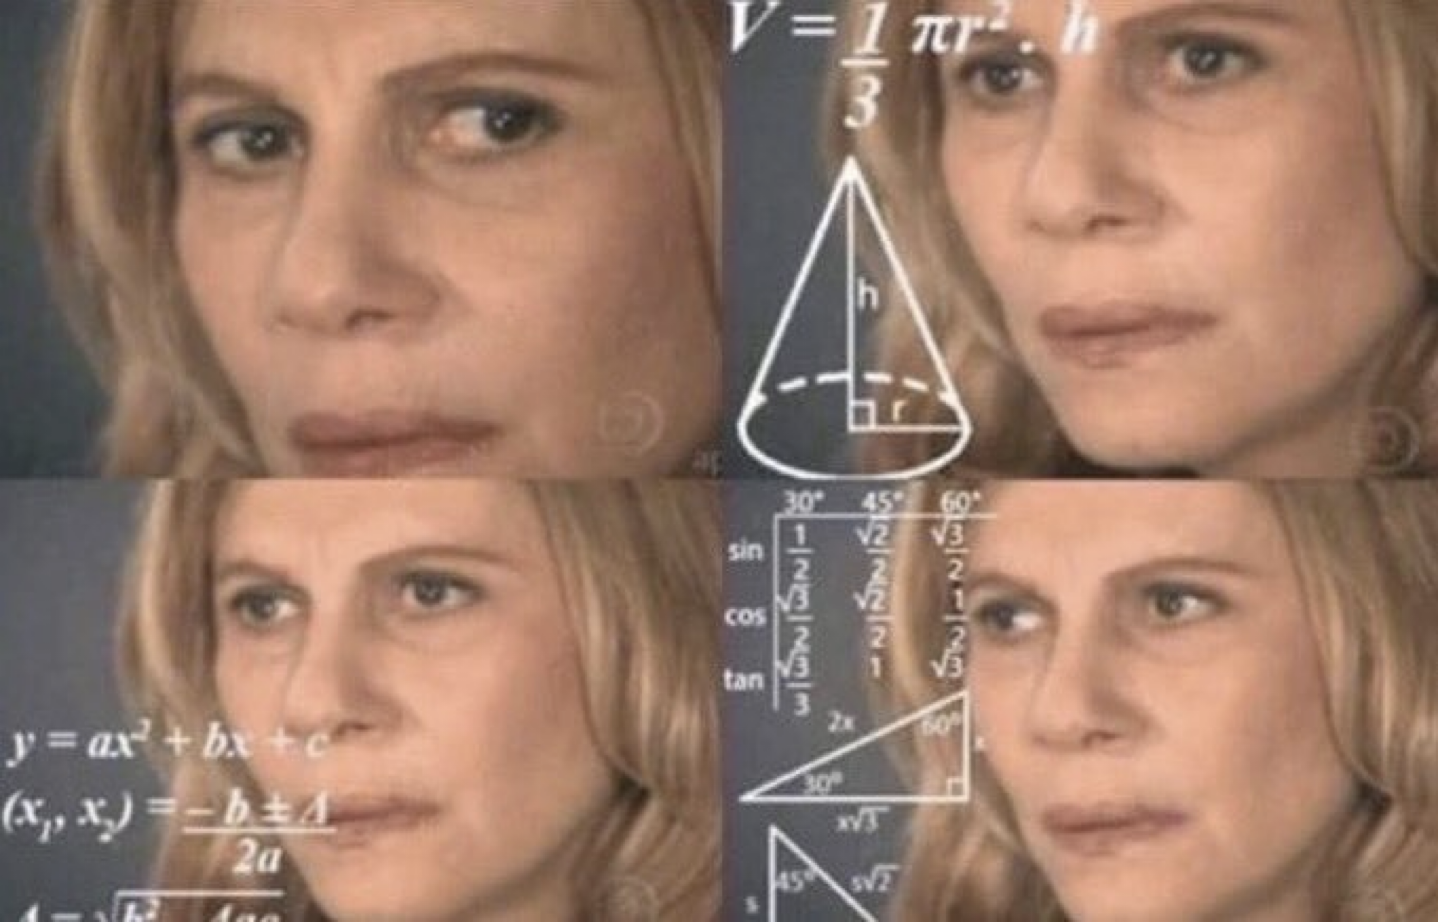 V = 1/3 πr² . h
h
r
30° 45° 60°
sin 1/2 √2/2 √3/2
cos √3/2 √2/2 1/2
tan √3/3 1 √3
2x
60°
x
30°
x√3
45°
s√2
s
y = ax² + bx + c
(x₁, x₂) = -b ± Δ / 2a